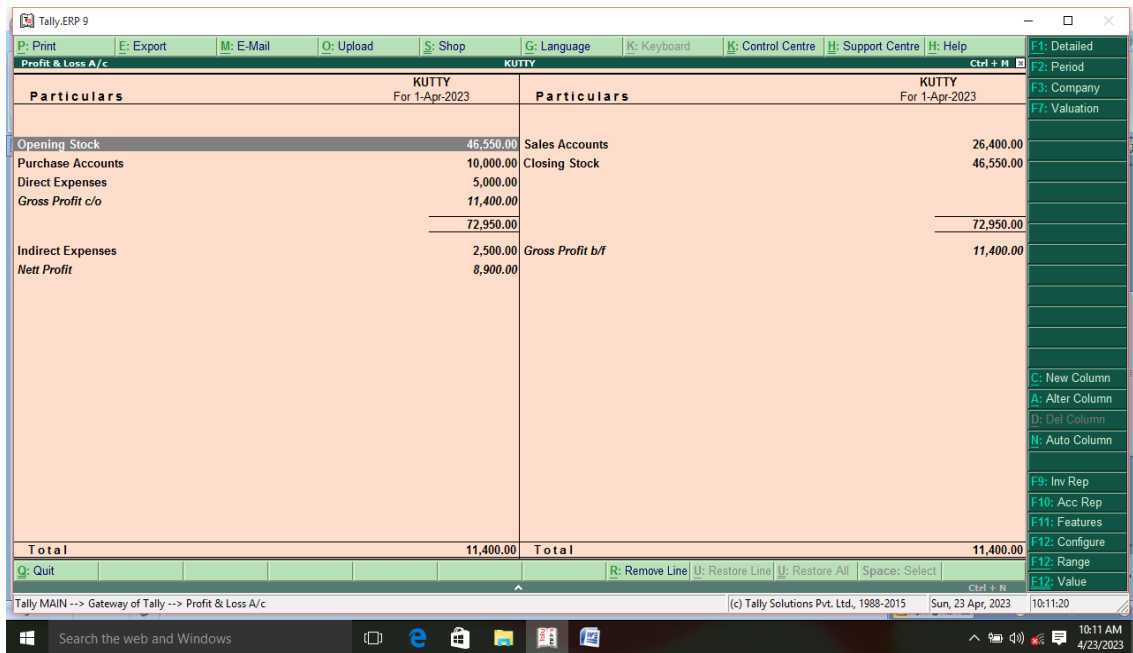 Tally.ERP 9
P: Print E: Export M: E-Mail O: Upload S: Shop G: Language K: Keyboard K: Control Centre H: Support Centre H: Help
Profit & Loss A/c KUTTY Ctrl + M
Particulars KUTTY For 1-Apr-2023 Particulars KUTTY For 1-Apr-2023
Opening Stock 46,550.00 Sales Accounts 26,400.00
Purchase Accounts 10,000.00 Closing Stock 46,550.00
Direct Expenses 5,000.00
Gross Profit c/o 11,400.00
72,950.00 72,950.00
Indirect Expenses 2,500.00 Gross Profit b/f 11,400.00
Nett Profit 8,900.00
Total 11,400.00 Total 11,400.00
F1: Detailed
F2: Period
F3: Company
F7: Valuation
C: New Column
A: Alter Column
D: Del Column
N: Auto Column
F9: Inv Rep
F10: Acc Rep
F11: Features
F12: Configure
F12: Range
F12: Value
Q: Quit R: Remove Line U: Restore Line U: Restore All Space: Select
Ctrl + N
Tally MAIN --> Gateway of Tally --> Profit & Loss A/c (c) Tally Solutions Pvt. Ltd., 1988-2015 Sun, 23 Apr, 2023 10:11:20
Search the web and Windows 10:11 AM
4/23/2023